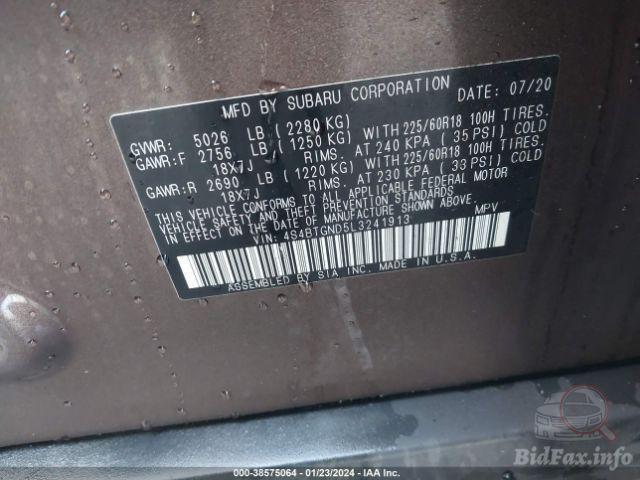 MFD BY SUBARU CORPORATION DATE: 07/20
GVWR: 5026 LB (2280 KG)
GAWR:F 2756 LB (1250 KG) WITH 225/60R18 100H TIRES.
18X7J RIMS. AT 240 KPA (35 PSI) COLD
GAWR:R 2690 LB (1220 KG) WITH 225/60R18 100H TIRES.
18X7J RIMS. AT 230 KPA (33 PSI) COLD
THIS VEHICLE CONFORMS TO ALL APPLICABLE FEDERAL MOTOR
VEHICLE SAFETY AND THEFT PREVENTION STANDARDS
IN EFFECT ON THE DATE OF MANUFACTURE SHOWN ABOVE.
VIN: 4S4BTGND5L3241913 MPV
ASSEMBLED BY SIA INC. MADE IN U.S.A.
BidFax.info
000-38575064 - 01/23/2024 - IAA Inc.